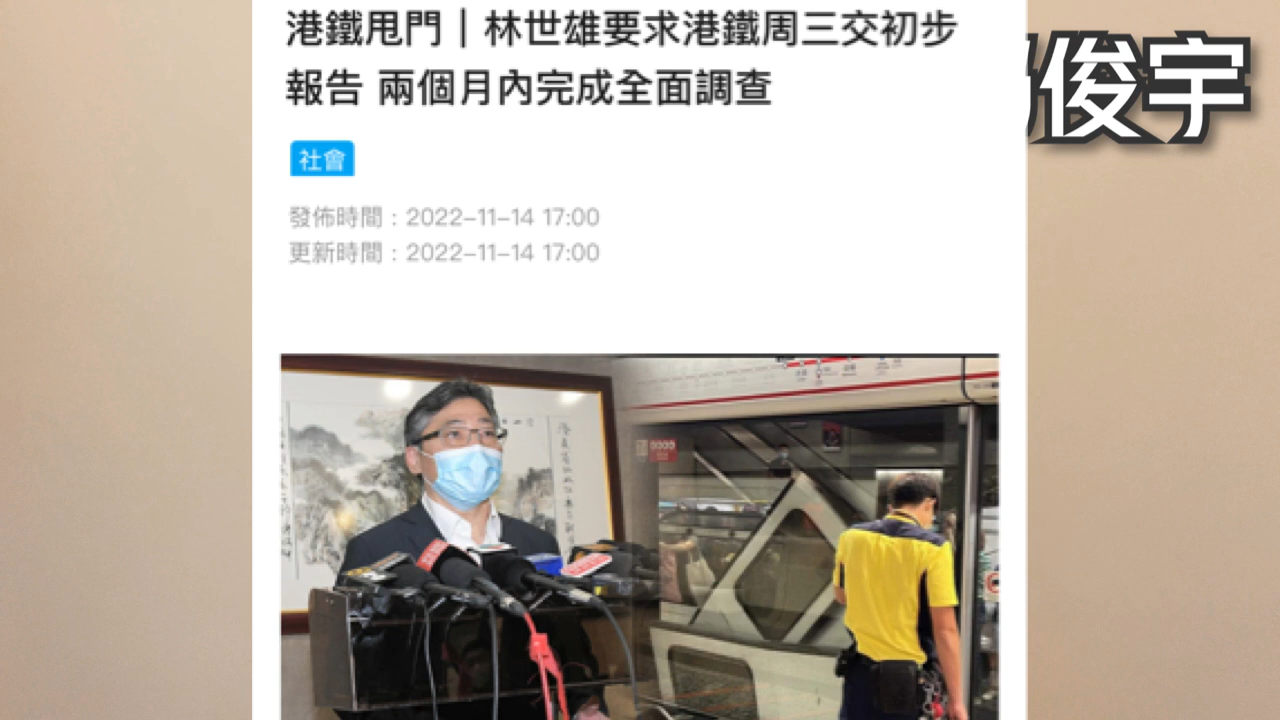 港鐵甩門｜林世雄要求港鐵周三交初步
報告 兩個月內完成全面調查
俊宇
社會
發佈時間：2022-11-14 17:00
更新時間：2022-11-14 17:00